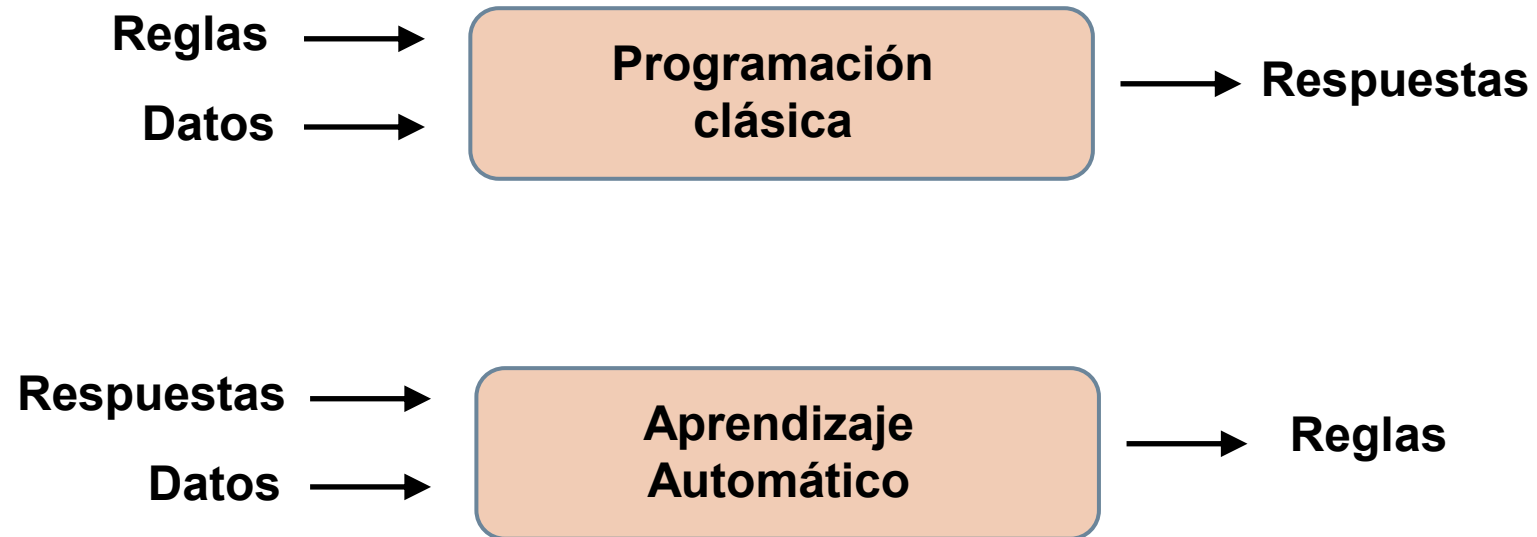 Reglas
Datos
Programación
clásica
Respuestas
Respuestas
Datos
Aprendizaje
Automático
Reglas